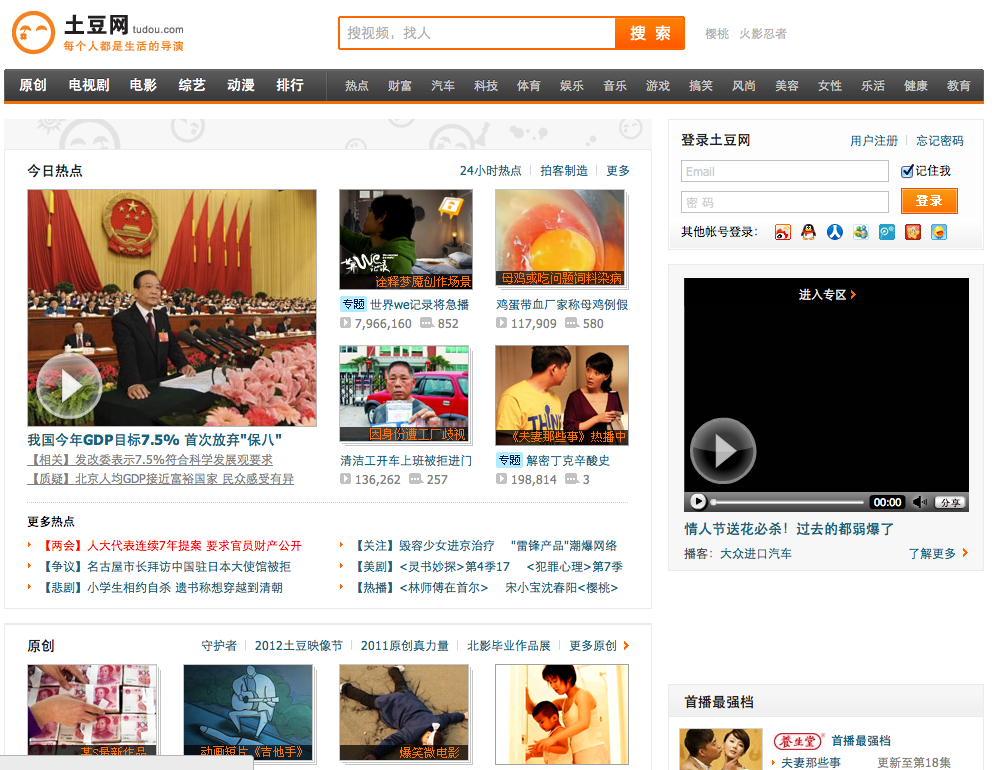 土豆网 tudou.com
每个人都是生活的导演
搜视频，找人
搜 索
樱桃 火影忍者
原创 电视剧 电影 综艺 动漫 排行 热点 财富 汽车 科技 体育 娱乐 音乐 游戏 搞笑 风尚 美容 女性 乐活 健康 教育
今日热点
24小时热点 拍客制造 更多
诠释梦魇创作场景
专题 世界we记录将急播
7,966,160 852
母鸡或吃问题饲料染病
鸡蛋带血厂家称母鸡例假
117,909 580
因身份遭工厂歧视
清洁工开车上班被拒进门
136,262 257
《夫妻那些事》热播中
专题 解密丁克辛酸史
198,814 3
我国今年GDP目标7.5% 首次放弃"保八"
【相关】发改委表示7.5%符合科学发展观要求
【质疑】北京人均GDP接近富裕国家 民众感受有异
更多热点
【两会】人大代表连续7年提案 要求官员财产公开
【争议】名古屋市长拜访中国驻日本大使馆被拒
【悲剧】小学生相约自杀 遗书称想穿越到清朝
【关注】毁容少女进京治疗 "雷锋产品"潮爆网络
【美剧】<灵书妙探>第4季17 <犯罪心理>第7季
【热播】<林师傅在首尔> 宋小宝沈春阳<樱桃>
原创
守护者 2012土豆映像节 2011原创真力量 北影毕业作品展 更多原创
某S最新作品
动画短片《吉他手》
爆笑微电影
登录土豆网
用户注册 忘记密码
Email
记住我
密 码
登录
其他帐号登录：
进入专区
00:00
分享
情人节送花必杀！过去的都弱爆了
播客：大众进口汽车
了解更多
首播最强档
养生堂 首播最强档
夫妻那些事 更新至第18集